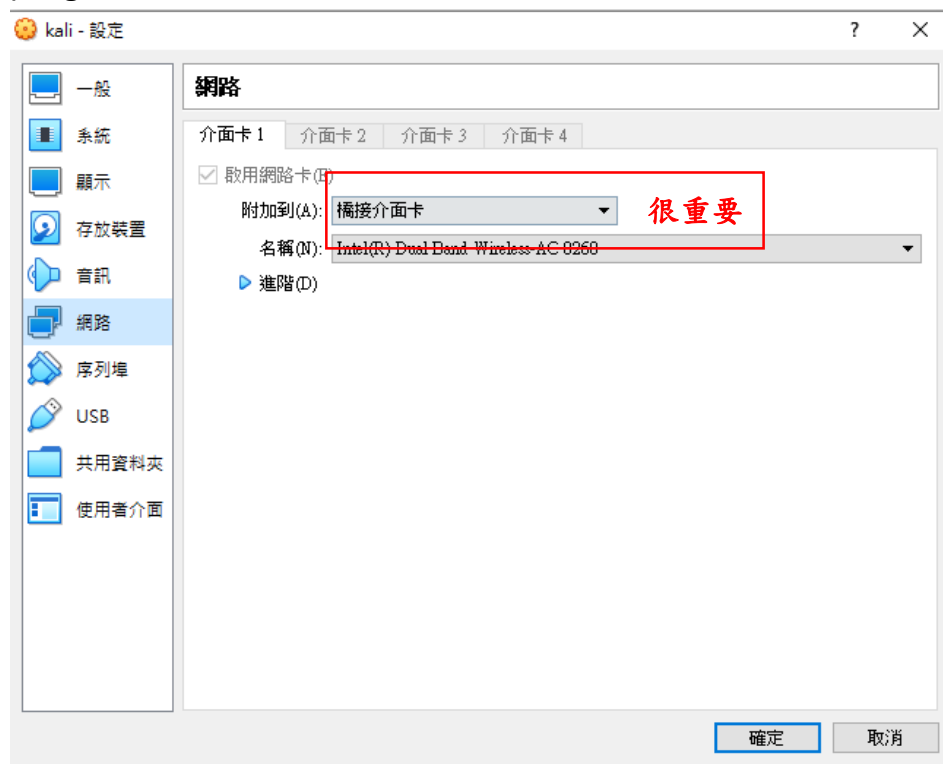 kali - 設定
?
一般
系統
顯示
存放裝置
音訊
網路
序列埠
USB
共用資料夾
使用者介面
網路
介面卡 1 介面卡 2 介面卡 3 介面卡 4
啟用網路卡(E)
附加到(A): 橋接介面卡 很重要
名稱(N): Intel(R) Dual Band Wireless-AC 8260
進階(D)
確定 取消